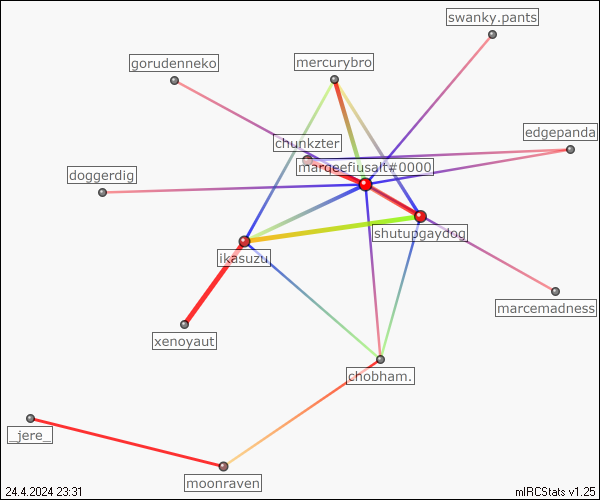 swanky.pants
gorudenneko
mercurybro
edgepanda
chunkzter
margeefiusalt#0000
doggerdig
shutupgaydog
ikasuzu
marcemadness
xenoyaut
chobham.
_jere_
moonraven
24.4.2024 23:31
mIRCStats v1.25